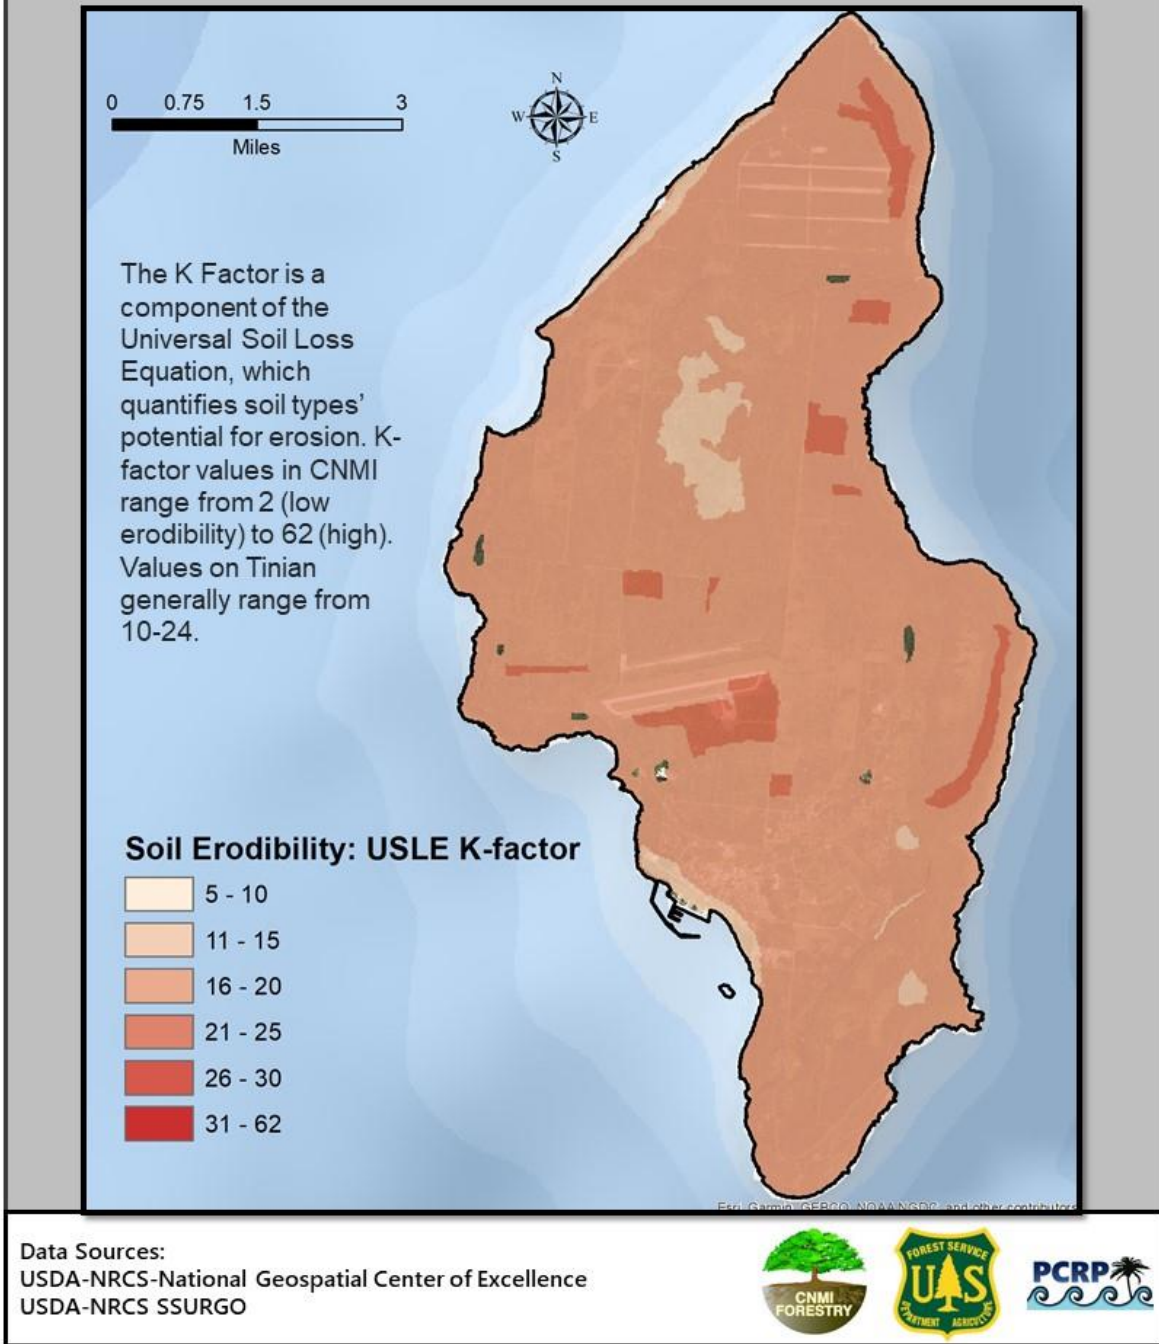 0 0.75 1.5 3
Miles
N
W E
S
The K Factor is a
component of the
Universal Soil Loss
Equation, which
quantifies soil types’
potential for erosion. K-
factor values in CNMI
range from 2 (low
erodibility) to 62 (high).
Values on Tinian
generally range from
10-24.
Soil Erodibility: USLE K-factor
5 - 10
11 - 15
16 - 20
21 - 25
26 - 30
31 - 62
Esri, Garmin, GEBCO, NOAA NGDC, and other contributors
Data Sources:
USDA-NRCS-National Geospatial Center of Excellence
USDA-NRCS SSURGO
CNMI
FORESTRY
FOREST SERVICE
U S
DEPARTMENT AGRICULTURE
PCRP